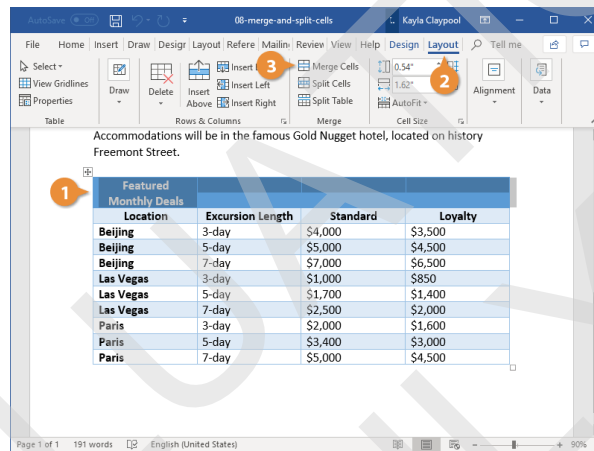 AutoSave Off 08-merge-and-split-cells Kayla Claypool
File Home Insert Draw Desigr Layout Refere Mailin Review View Help Design Layout Tell me
Select
View Gridlines
Properties
Table
Draw
Delete
Insert
Above
Insert
Insert Left
Insert Right
Rows & Columns
3
Merge Cells
Split Cells
Split Table
Merge
0.54"
1.62"
AutoFit
Cell Size
2
Alignment
Data
Accommodations will be in the famous Gold Nugget hotel, located on history
Freemont Street.
1
Featured
Monthly Deals
Location Excursion Length Standard Loyalty
Beijing 3-day $4,000 $3,500
Beijing 5-day $5,000 $4,500
Beijing 7-day $7,000 $6,500
Las Vegas 3-day $1,000 $850
Las Vegas 5-day $1,700 $1,400
Las Vegas 7-day $2,500 $2,000
Paris 3-day $2,000 $1,600
Paris 5-day $3,400 $3,000
Paris 7-day $5,000 $4,500
Page 1 of 1 191 words English (United States) 90%